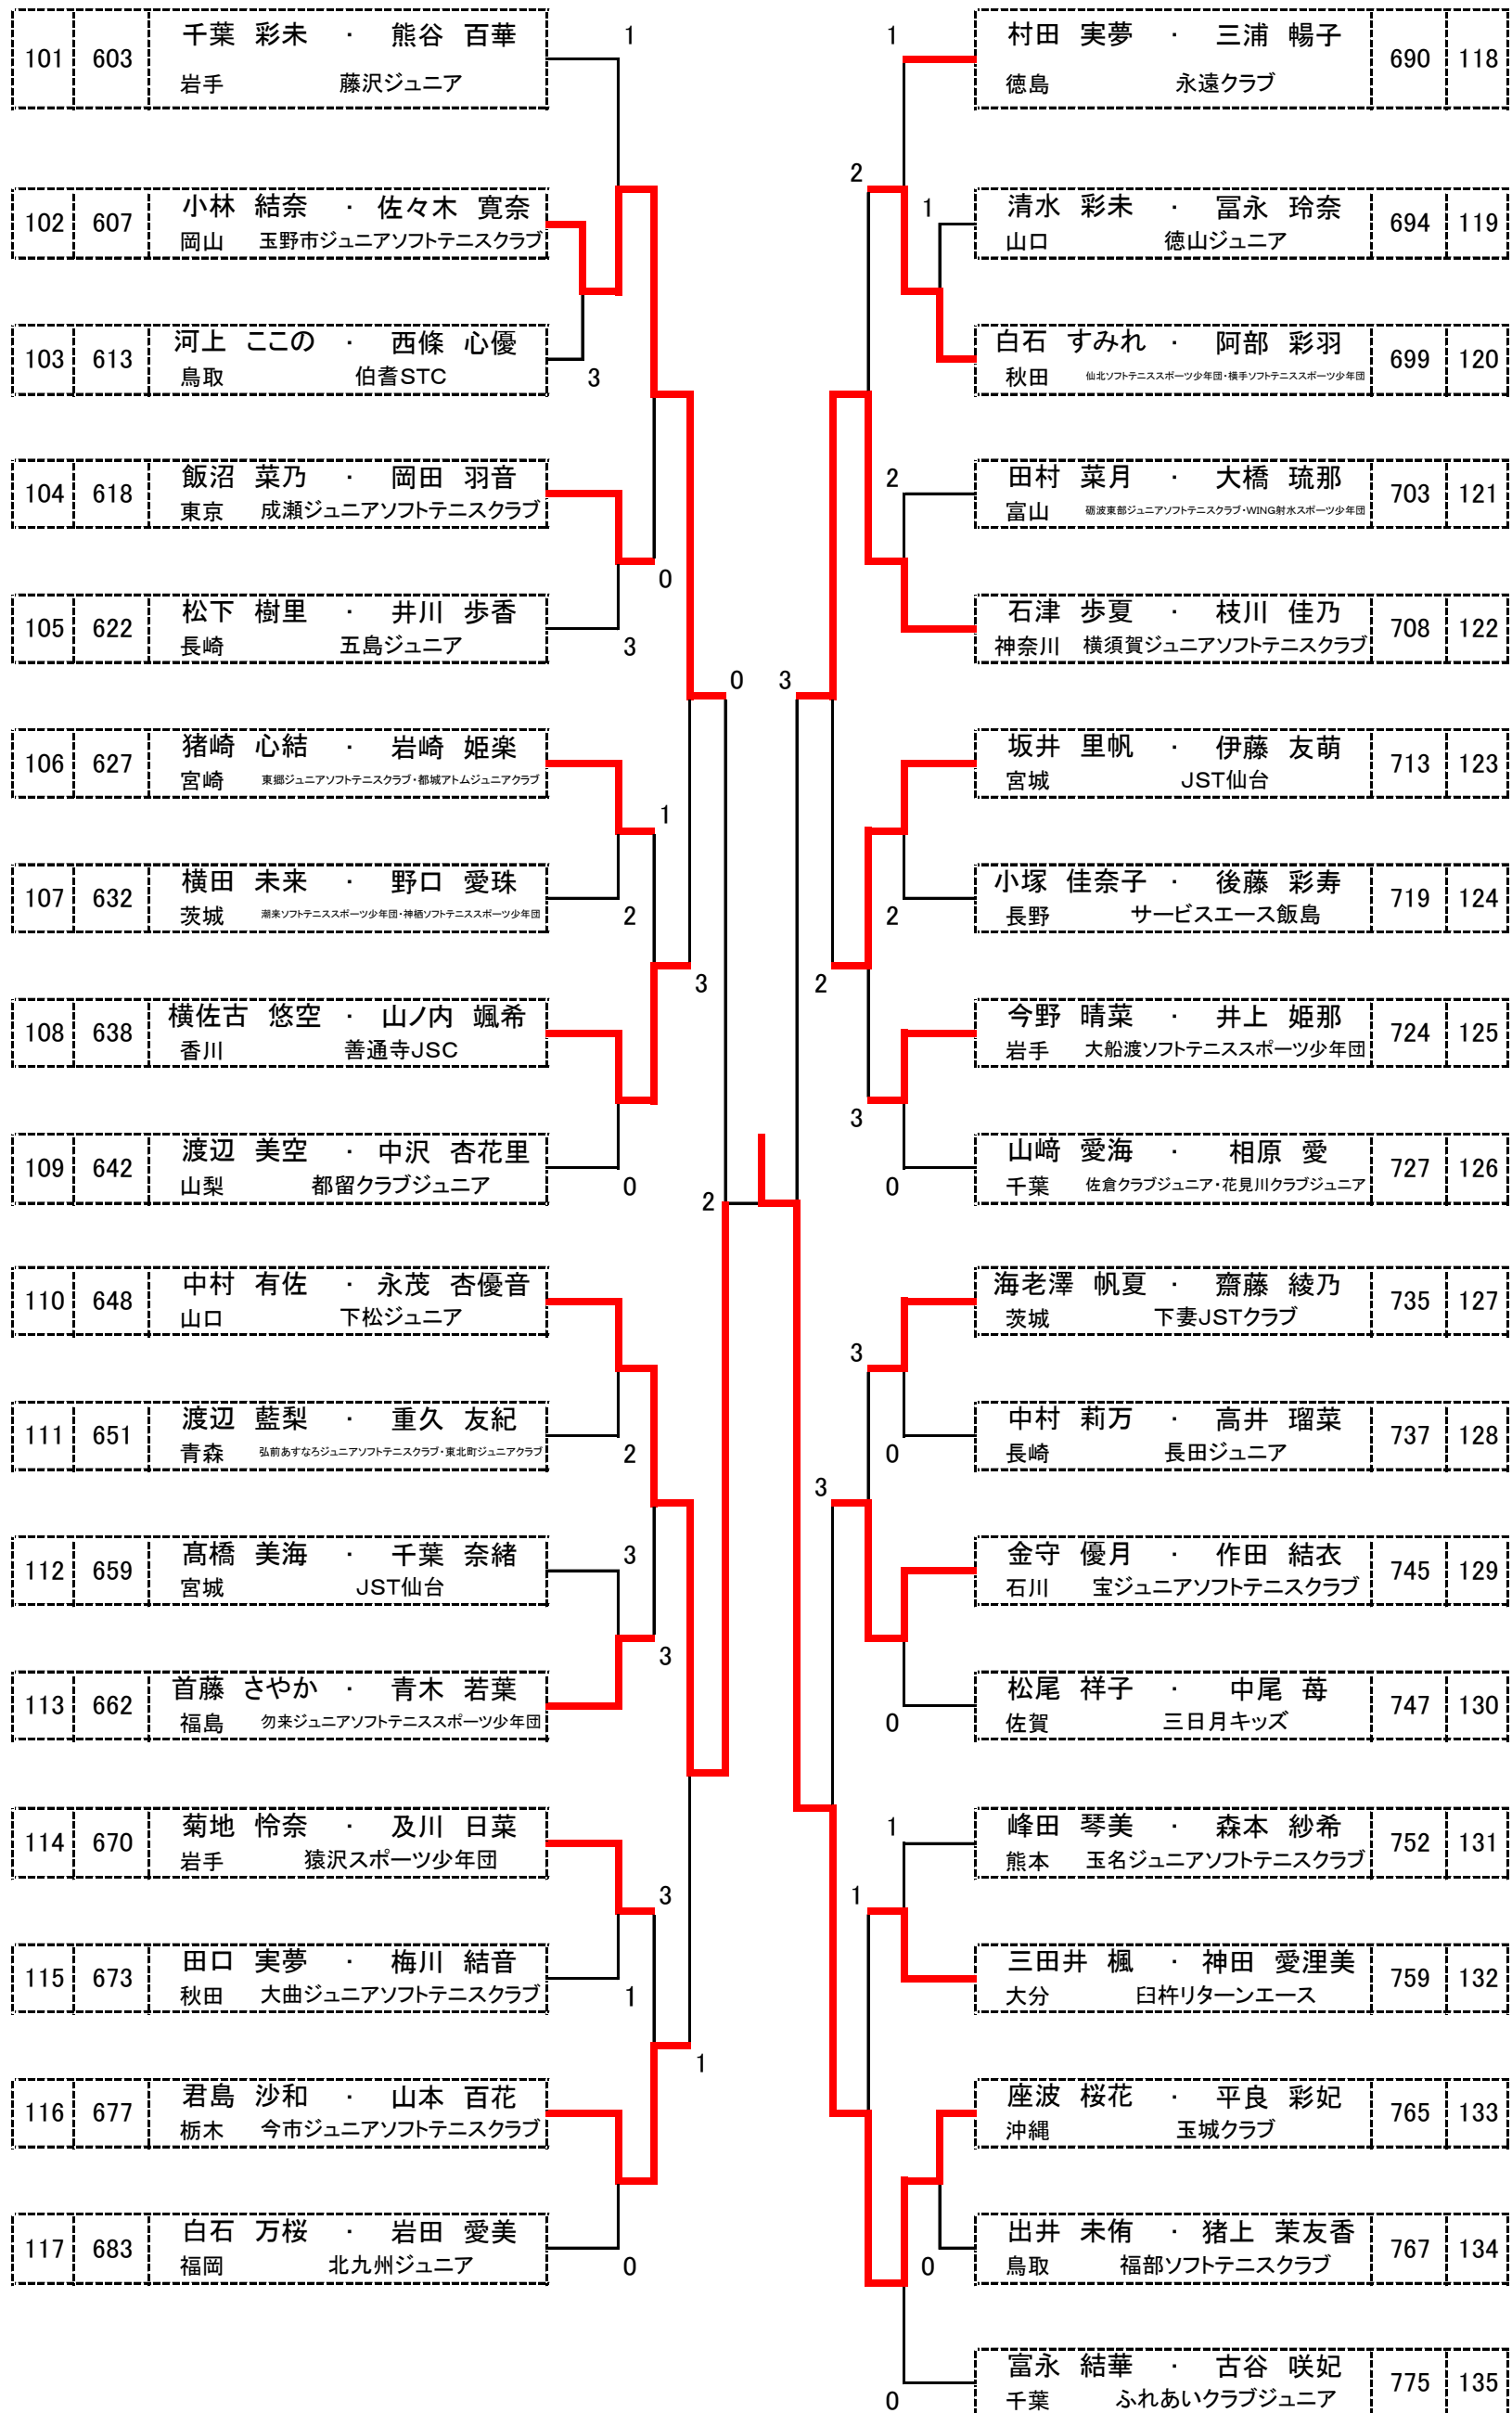 101 603 千葉 彩未 ・ 熊谷 百華
岩手 藤沢ジュニア
1
102 607 小林 結奈 ・ 佐々木 寛奈
岡山 玉野市ジュニアソフトテニスクラブ
103 613 河上 ここの ・ 西條 心優
鳥取 伯耆STC
3
104 618 飯沼 菜乃 ・ 岡田 羽音
東京 成瀬ジュニアソフトテニスクラブ
0
105 622 松下 樹里 ・ 井川 歩香
長崎 五島ジュニア
3
0
106 627 猪崎 心結 ・ 岩崎 姫楽
宮崎 東郷ジュニアソフトテニスクラブ・都城アトムジュニアクラブ
1
107 632 横田 未来 ・ 野口 愛珠
茨城 潮来ソフトテニススポーツ少年団・神栖ソフトテニススポーツ少年団
2
3
108 638 横佐古 悠空 ・ 山ノ内 颯希
香川 善通寺JSC
109 642 渡辺 美空 ・ 中沢 杏花里
山梨 都留クラブジュニア
0
2
110 648 中村 有佐 ・ 永茂 杏優音
山口 下松ジュニア
111 651 渡辺 藍梨 ・ 重久 友紀
青森 弘前あすなろジュニアソフトテニスクラブ・東北町ジュニアクラブ
2
112 659 髙橋 美海 ・ 千葉 奈緒
宮城 JST仙台
3
3
113 662 首藤 さやか ・ 青木 若葉
福島 勿来ジュニアソフトテニススポーツ少年団
114 670 菊地 怜奈 ・ 及川 日菜
岩手 猿沢スポーツ少年団
3
115 673 田口 実夢 ・ 梅川 結音
秋田 大曲ジュニアソフトテニスクラブ
1
1
116 677 君島 沙和 ・ 山本 百花
栃木 今市ジュニアソフトテニスクラブ
117 683 白石 万桜 ・ 岩田 愛美
福岡 北九州ジュニア
0
1
村田 実夢 ・ 三浦 暢子 690 118
徳島 永遠クラブ
2
1
清水 彩未 ・ 冨永 玲奈 694 119
山口 徳山ジュニア
白石 すみれ ・ 阿部 彩羽 699 120
秋田 仙北ソフトテニススポーツ少年団・横手ソフトテニススポーツ少年団
2
田村 菜月 ・ 大橋 琉那 703 121
富山 砺波東部ジュニアソフトテニスクラブ・WING射水スポーツ少年団
石津 歩夏 ・ 枝川 佳乃 708 122
神奈川 横須賀ジュニアソフトテニスクラブ
3
坂井 里帆 ・ 伊藤 友萌 713 123
宮城 JST仙台
小塚 佳奈子 ・ 後藤 彩寿 719 124
長野 サービスエース飯島
2
2
今野 晴菜 ・ 井上 姫那 724 125
岩手 大船渡ソフトテニススポーツ少年団
3
山﨑 愛海 ・ 相原 愛 727 126
千葉 佐倉クラブジュニア・花見川クラブジュニア
0
海老澤 帆夏 ・ 齋藤 綾乃 735 127
茨城 下妻JSTクラブ
3
中村 莉万 ・ 高井 瑠菜 737 128
長崎 長田ジュニア
0
3
金守 優月 ・ 作田 結衣 745 129
石川 宝ジュニアソフトテニスクラブ
松尾 祥子 ・ 中尾 苺 747 130
佐賀 三日月キッズ
0
1
峰田 琴美 ・ 森本 紗希 752 131
熊本 玉名ジュニアソフトテニスクラブ
1
三田井 楓 ・ 神田 愛浬美 759 132
大分 臼杵リターンエース
座波 桜花 ・ 平良 彩妃 765 133
沖縄 玉城クラブ
出井 未侑 ・ 猪上 茉友香 767 134
鳥取 福部ソフトテニスクラブ
0
富永 結華 ・ 古谷 咲妃 775 135
千葉 ふれあいクラブジュニア
0